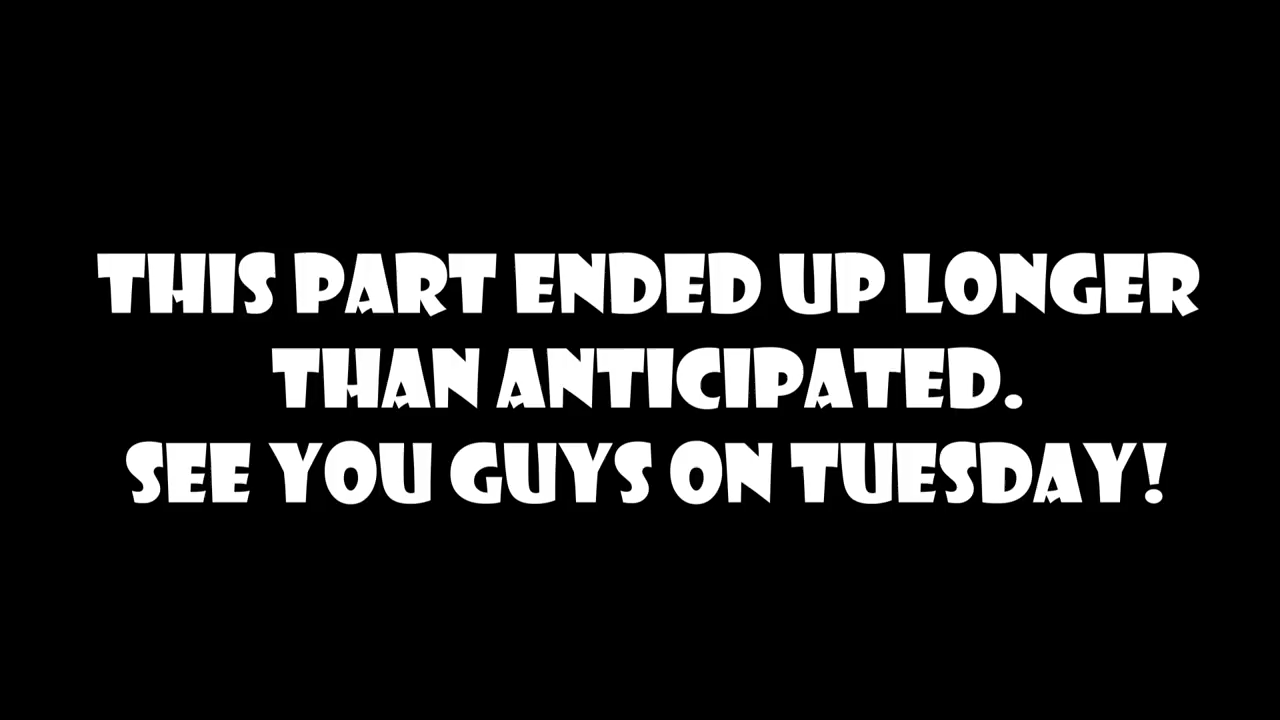 THIS PART ENDED UP LONGER
THAN ANTICIPATED.
SEE YOU GUYS ON TUESDAY!